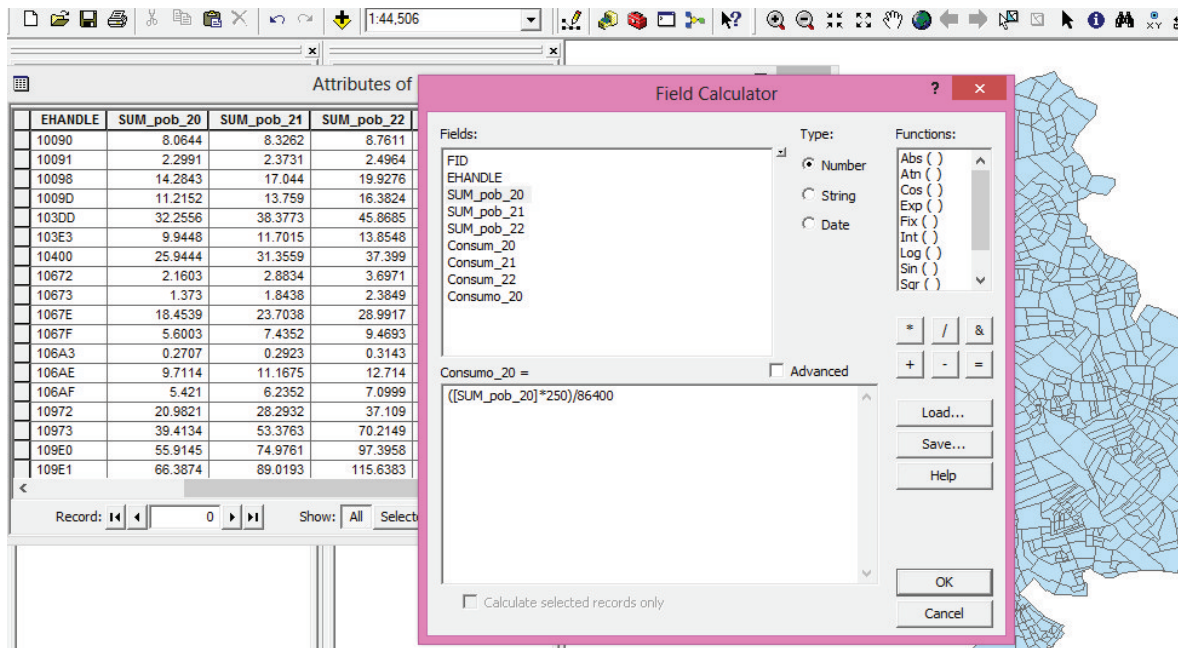 1:44,506
XY
Attributes of
EHANDLE SUM_pob_20 SUM_pob_21 SUM_pob_22
10090 8.0644 8.3262 8.7611
10091 2.2991 2.3731 2.4964
10098 14.2843 17.044 19.9276
1009D 11.2152 13.759 16.3824
103DD 32.2556 38.3773 45.8685
103E3 9.9448 11.7015 13.8548
10400 25.9444 31.3559 37.399
10672 2.1603 2.8834 3.6971
10673 1.373 1.8438 2.3849
1067E 18.4539 23.7038 28.9917
1067F 5.6003 7.4352 9.4693
106A3 0.2707 0.2923 0.3143
106AE 9.7114 11.1675 12.714
106AF 5.421 6.2352 7.0999
10972 20.9821 28.2932 37.109
10973 39.4134 53.3763 70.2149
109E0 55.9145 74.9761 97.3958
109E1 66.3874 89.0193 115.6383
Record: 0 Show: All Select
Field Calculator
Fields:
FID
EHANDLE
SUM_pob_20
SUM_pob_21
SUM_pob_22
Consum_20
Consum_21
Consum_22
Consumo_20
Type:
Number
String
Date
Functions:
Abs ( )
Atn ( )
Cos ( )
Exp ( )
Fix ( )
Int ( )
Log ( )
Sin ( )
Sqr ( )
* / &
+ - =
Consumo_20 =
Advanced
([SUM_pob_20]*250)/86400
Load...
Save...
Help
Calculate selected records only
OK
Cancel